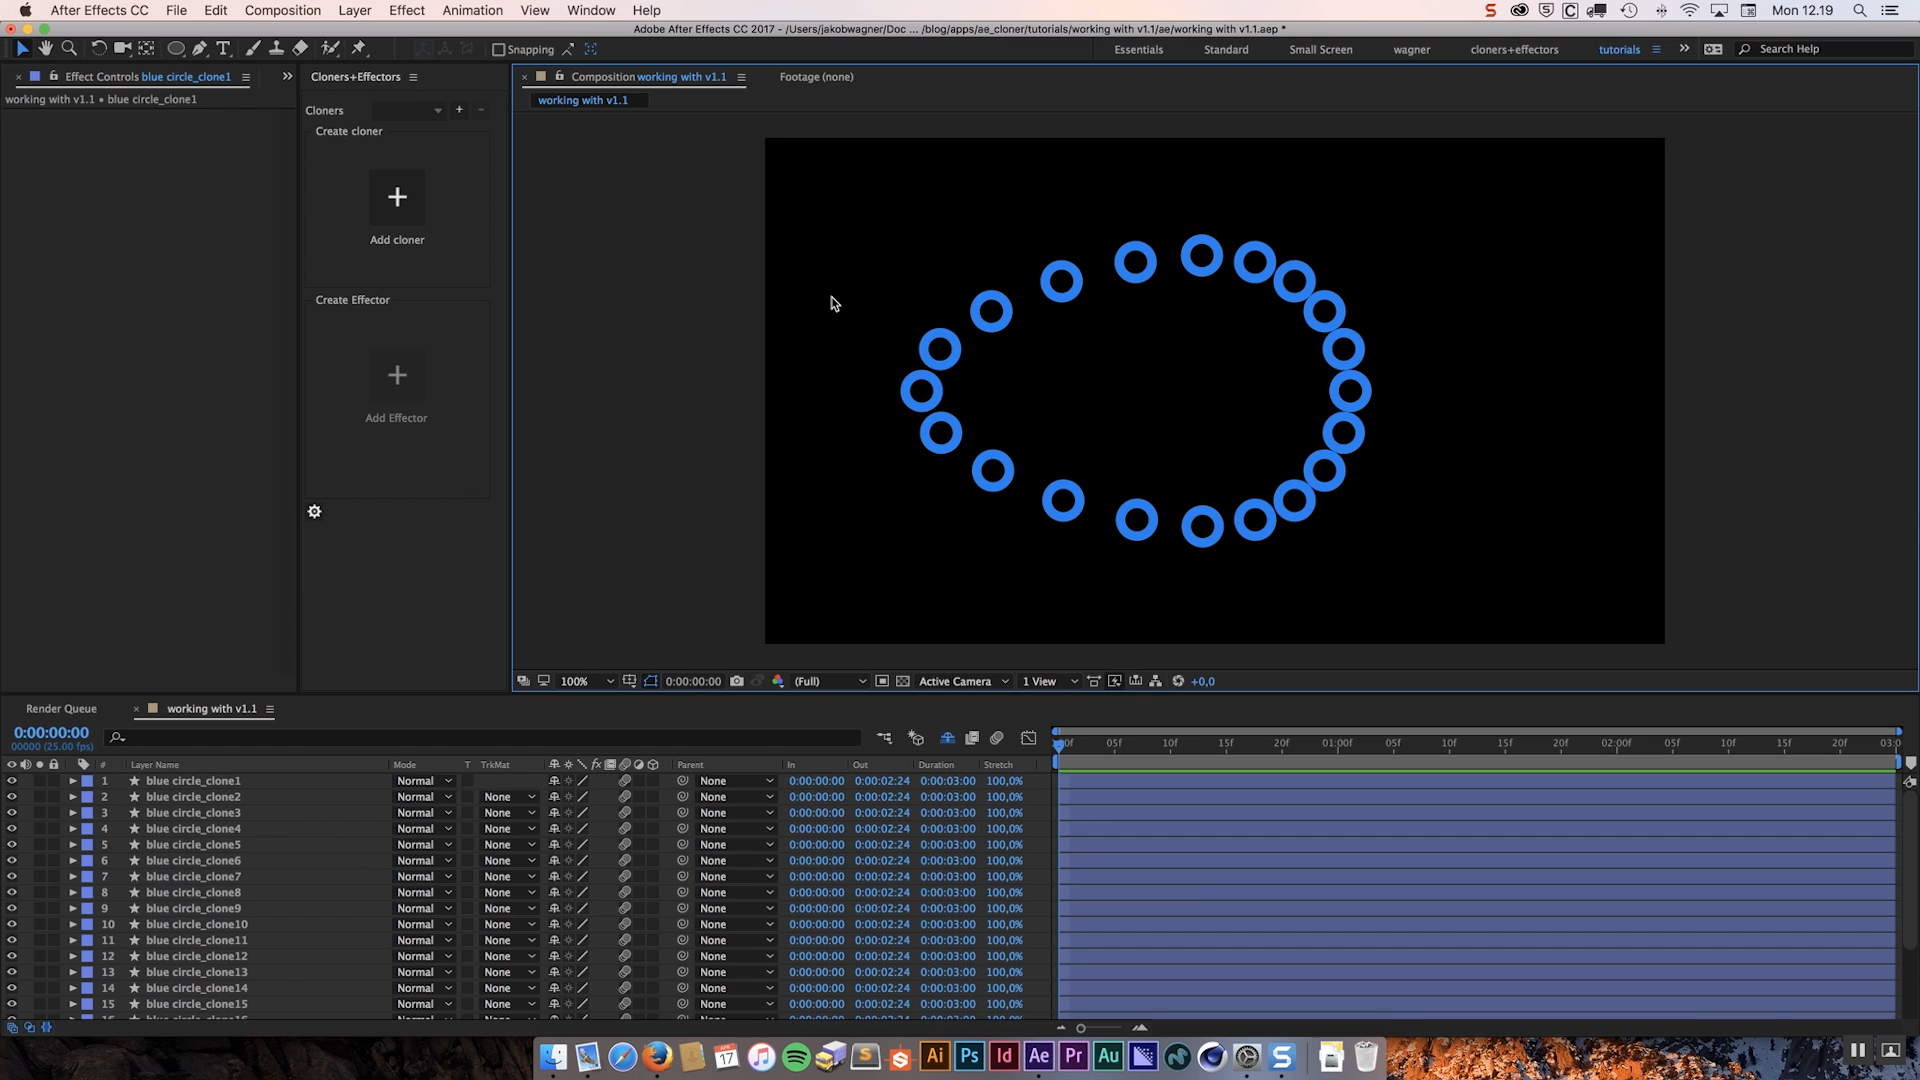 After Effects CC File Edit Composition Layer Effect Animation View Window Help Mon 12.19
Adobe After Effects CC 2017 - /Users/jakobwagner/Doc ... /blog/apps/ae_cloner/tutorials/working with v1.1/ae/working with v1.1.aep *
Snapping Essentials Standard Small Screen wagner cloners+effectors tutorials Search Help
Effect Controls blue circle_clone1
Cloners+Effectors
Composition working with v1.1
Footage (none)
working with v1.1 • blue circle_clone1
working with v1.1
Cloners
Create cloner
Add cloner
Create Effector
Add Effector
100% 0:00:00:00 (Full) Active Camera 1 View +0,0
Render Queue
working with v1.1
0:00:00:00
00000 (25.00 fps)
05f 10f 15f 20f 01:00f 05f 10f 15f 20f 02:00f 05f 10f 15f 20f
# Layer Name Mode T TrkMat Parent In Out Duration Stretch
1 blue circle_clone1 Normal None 0:00:00:00 0:00:02:24 0:00:03:00 100,0%
2 blue circle_clone2 Normal None None 0:00:00:00 0:00:02:24 0:00:03:00 100,0%
3 blue circle_clone3 Normal None None 0:00:00:00 0:00:02:24 0:00:03:00 100,0%
4 blue circle_clone4 Normal None None 0:00:00:00 0:00:02:24 0:00:03:00 100,0%
5 blue circle_clone5 Normal None None 0:00:00:00 0:00:02:24 0:00:03:00 100,0%
6 blue circle_clone6 Normal None None 0:00:00:00 0:00:02:24 0:00:03:00 100,0%
7 blue circle_clone7 Normal None None 0:00:00:00 0:00:02:24 0:00:03:00 100,0%
8 blue circle_clone8 Normal None None 0:00:00:00 0:00:02:24 0:00:03:00 100,0%
9 blue circle_clone9 Normal None None 0:00:00:00 0:00:02:24 0:00:03:00 100,0%
10 blue circle_clone10 Normal None None 0:00:00:00 0:00:02:24 0:00:03:00 100,0%
11 blue circle_clone11 Normal None None 0:00:00:00 0:00:02:24 0:00:03:00 100,0%
12 blue circle_clone12 Normal None None 0:00:00:00 0:00:02:24 0:00:03:00 100,0%
13 blue circle_clone13 Normal None None 0:00:00:00 0:00:02:24 0:00:03:00 100,0%
14 blue circle_clone14 Normal None None 0:00:00:00 0:00:02:24 0:00:03:00 100,0%
15 blue circle_clone15 Normal None None 0:00:00:00 0:00:02:24 0:00:03:00 100,0%
17 Ai Ps Id Ae Pr Au